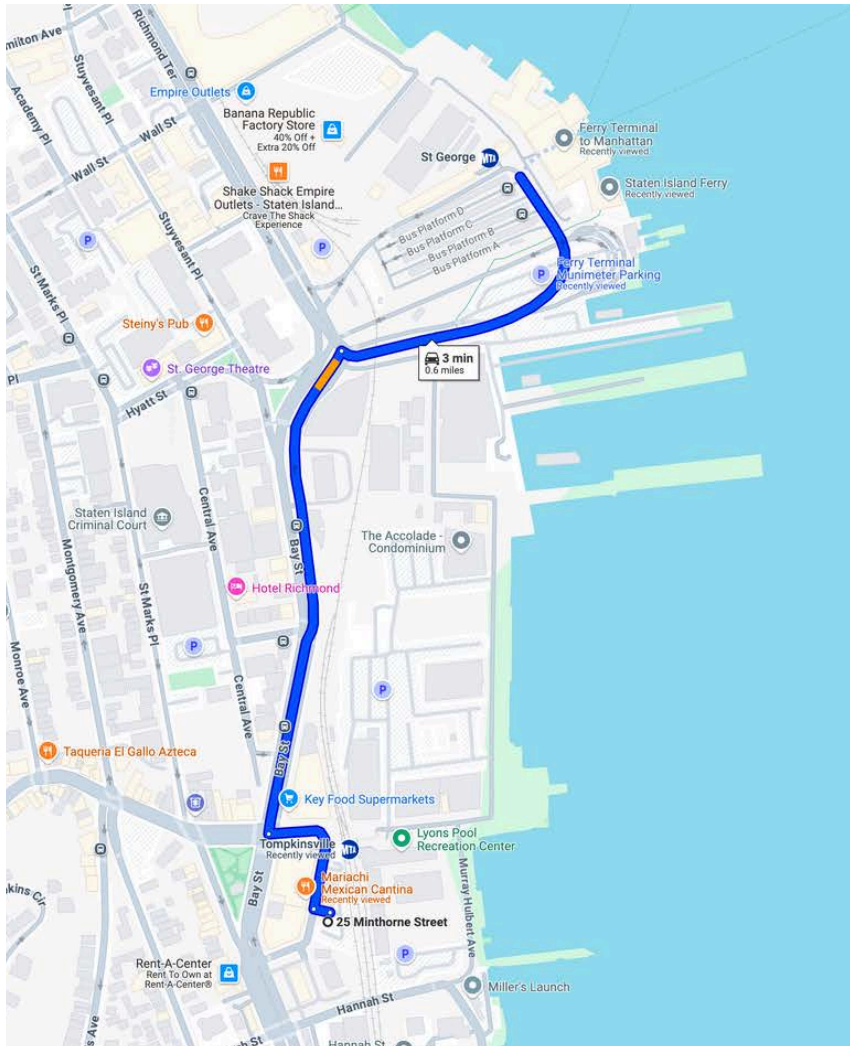 milton Ave
Richmond Ter
Stuyvesant Pl
Academy Pl
Wall St
Empire Outlets
Banana Republic
Factory Store
40% Off +
Extra 20% Off
St George
MTA
Ferry Terminal
to Manhattan
Recently viewed
Wall St
Shake Shack Empire
Outlets - Staten Island...
Crave The Shack
Experience
Staten Island Ferry
Recently viewed
Stuyvesant Pl
P
P
Bus Platform D
Bus Platform C
Bus Platform B
Bus Platform A
P
Ferry Terminal
Munimeter Parking
Recently viewed
St Marks Pl
Steiny's Pub
3 min
0.6 miles
St. George Theatre
Pl
Hyatt St
Central Ave
Staten Island
Criminal Court
Bay St
The Accolade -
Condominium
Montgomery Ave
St Marks Pl
Hotel Richmond
P
Monroe Ave
Central Ave
P
Taqueria El Gallo Azteca
Bay St
Key Food Supermarkets
Tompkinsville
Recently viewed
MTA
Lyons Pool
Recreation Center
Mariachi
Mexican Cantina
Recently viewed
kins Cir
Bay St
25 Minthorne Street
Murray Hulbert Ave
P
Rent-A-Center
Rent To Own at
Rent-A-Center®
Miller's Launch
Hannah St
s Ave
Hannah St